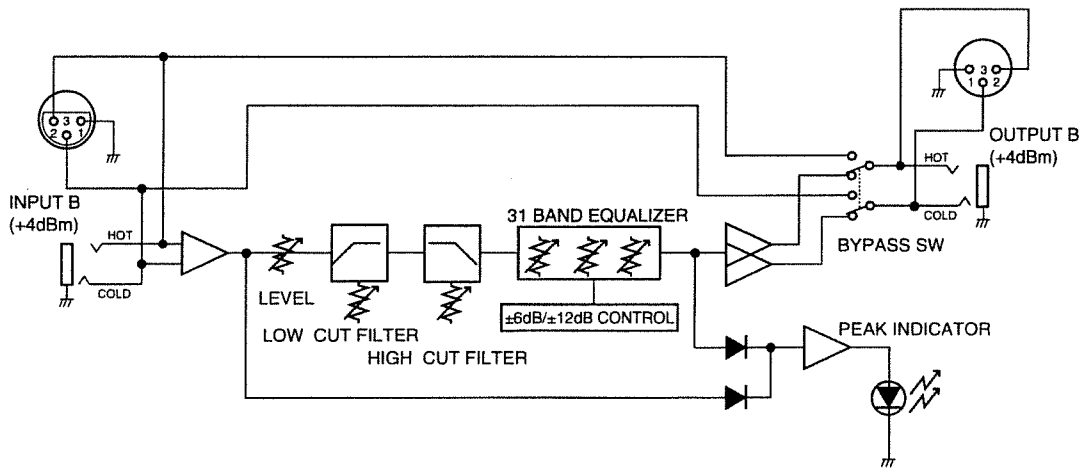 3
2 1
INPUT B
(+4dBm)
HOT
COLD
LEVEL
LOW CUT FILTER
HIGH CUT FILTER
31 BAND EQUALIZER
±6dB/±12dB CONTROL
3
1 2
OUTPUT B
(+4dBm)
HOT
COLD
BYPASS SW
PEAK INDICATOR